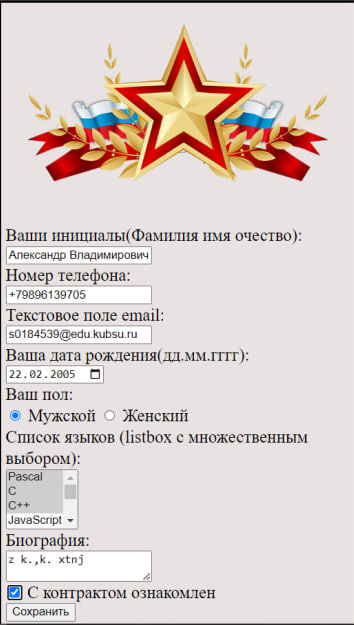 Ваши инициалы(Фамилия имя очество):
Александр Владимирович
Номер телефона:
+79896139705
Текстовое поле email:
s0184539@edu.kubsu.ru
Ваша дата рождения(дд.мм.гггг):
22.02.2005
Ваш пол:
Мужской Женский
Список языков (listbox с множественным
выбором):
Pascal
C
C++
JavaScript
Биография:
z k.,k. xtnj
С контрактом ознакомлен
Сохранить